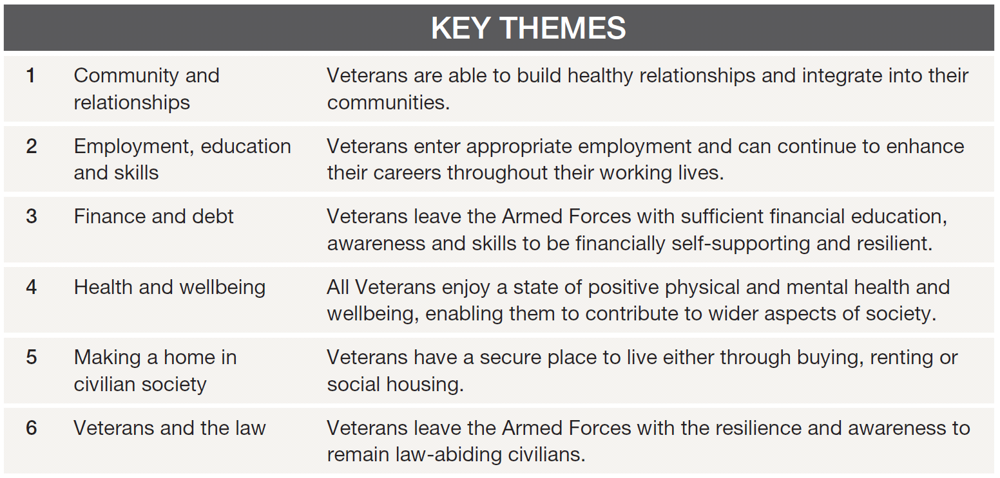 KEY THEMES
1 Community and Veterans are able to build healthy relationships and integrate into their
relationships communities.
2 Employment, education Veterans enter appropriate employment and can continue to enhance
and skills their careers throughout their working lives.
3 Finance and debt Veterans leave the Armed Forces with sufficient financial education,
awareness and skills to be financially self-supporting and resilient.
4 Health and wellbeing All Veterans enjoy a state of positive physical and mental health and
wellbeing, enabling them to contribute to wider aspects of society.
5 Making a home in Veterans have a secure place to live either through buying, renting or
civilian society social housing.
6 Veterans and the law Veterans leave the Armed Forces with the resilience and awareness to
remain law-abiding civilians.